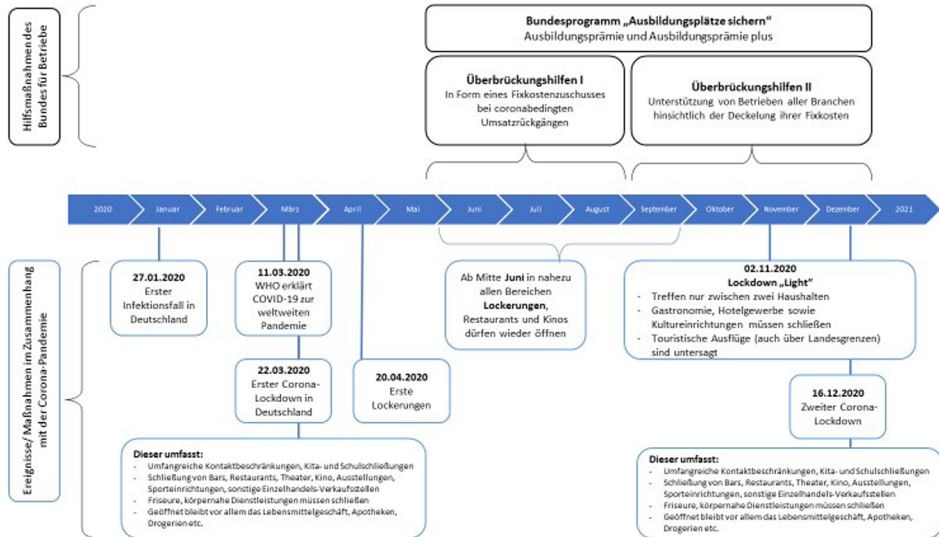 Hilfsmaßnahmen des
Bundes für Betriebe
Bundesprogramm „Ausbildungsplätze sichern“
Ausbildungsprämie und Ausbildungsprämie plus
Überbrückungshilfen I
In Form eines Fixkostenzuschusses
bei coronabedingten
Umsatzrückgängen
Überbrückungshilfen II
Unterstützung von Betrieben aller Branchen
hinsichtlich der Deckelung ihrer Fixkosten
2020
Januar
Februar
März
April
Mai
Juni
Juli
August
September
Oktober
November
Dezember
2021
Ereignisse/ Maßnahmen im Zusammenhang
mit der Corona-Pandemie
27.01.2020
Erster
Infektionsfall in
Deutschland
11.03.2020
WHO erklärt
COVID-19 zur
weltweiten
Pandemie
22.03.2020
Erster Corona-
Lockdown in
Deutschland
20.04.2020
Erste
Lockerungen
Ab Mitte Juni in nahezu
allen Bereichen
Lockerungen,
Restaurants und Kinos
dürfen wieder öffnen
02.11.2020
Lockdown „Light“
- Treffen nur zwischen zwei Haushalten
- Gastronomie, Hotelgewerbe sowie
Kultureinrichtungen müssen schließen
- Touristische Ausflüge (auch über Landesgrenzen)
sind untersagt
16.12.2020
Zweiter Corona-
Lockdown
Dieser umfasst:
- Umfangreiche Kontaktbeschränkungen, Kita- und Schulschließungen
- Schließung von Bars, Restaurants, Theater, Kino, Ausstellungen,
Sporteinrichtungen, sonstige Einzelhandels-Verkaufsstellen
- Friseure, körpernahe Dienstleistungen müssen schließen
- Geöffnet bleibt vor allem das Lebensmittelgeschäft, Apotheken,
Drogerien etc.
Dieser umfasst:
- Umfangreiche Kontaktbeschränkungen, Kita- und Schulschließungen
- Schließung von Bars, Restaurants, Theater, Kino, Ausstellungen,
Sporteinrichtungen, sonstige Einzelhandels-Verkaufsstellen
- Friseure, körpernahe Dienstleistungen müssen schließen
- Geöffnet bleibt vor allem das Lebensmittelgeschäft, Apotheken,
Drogerien etc.